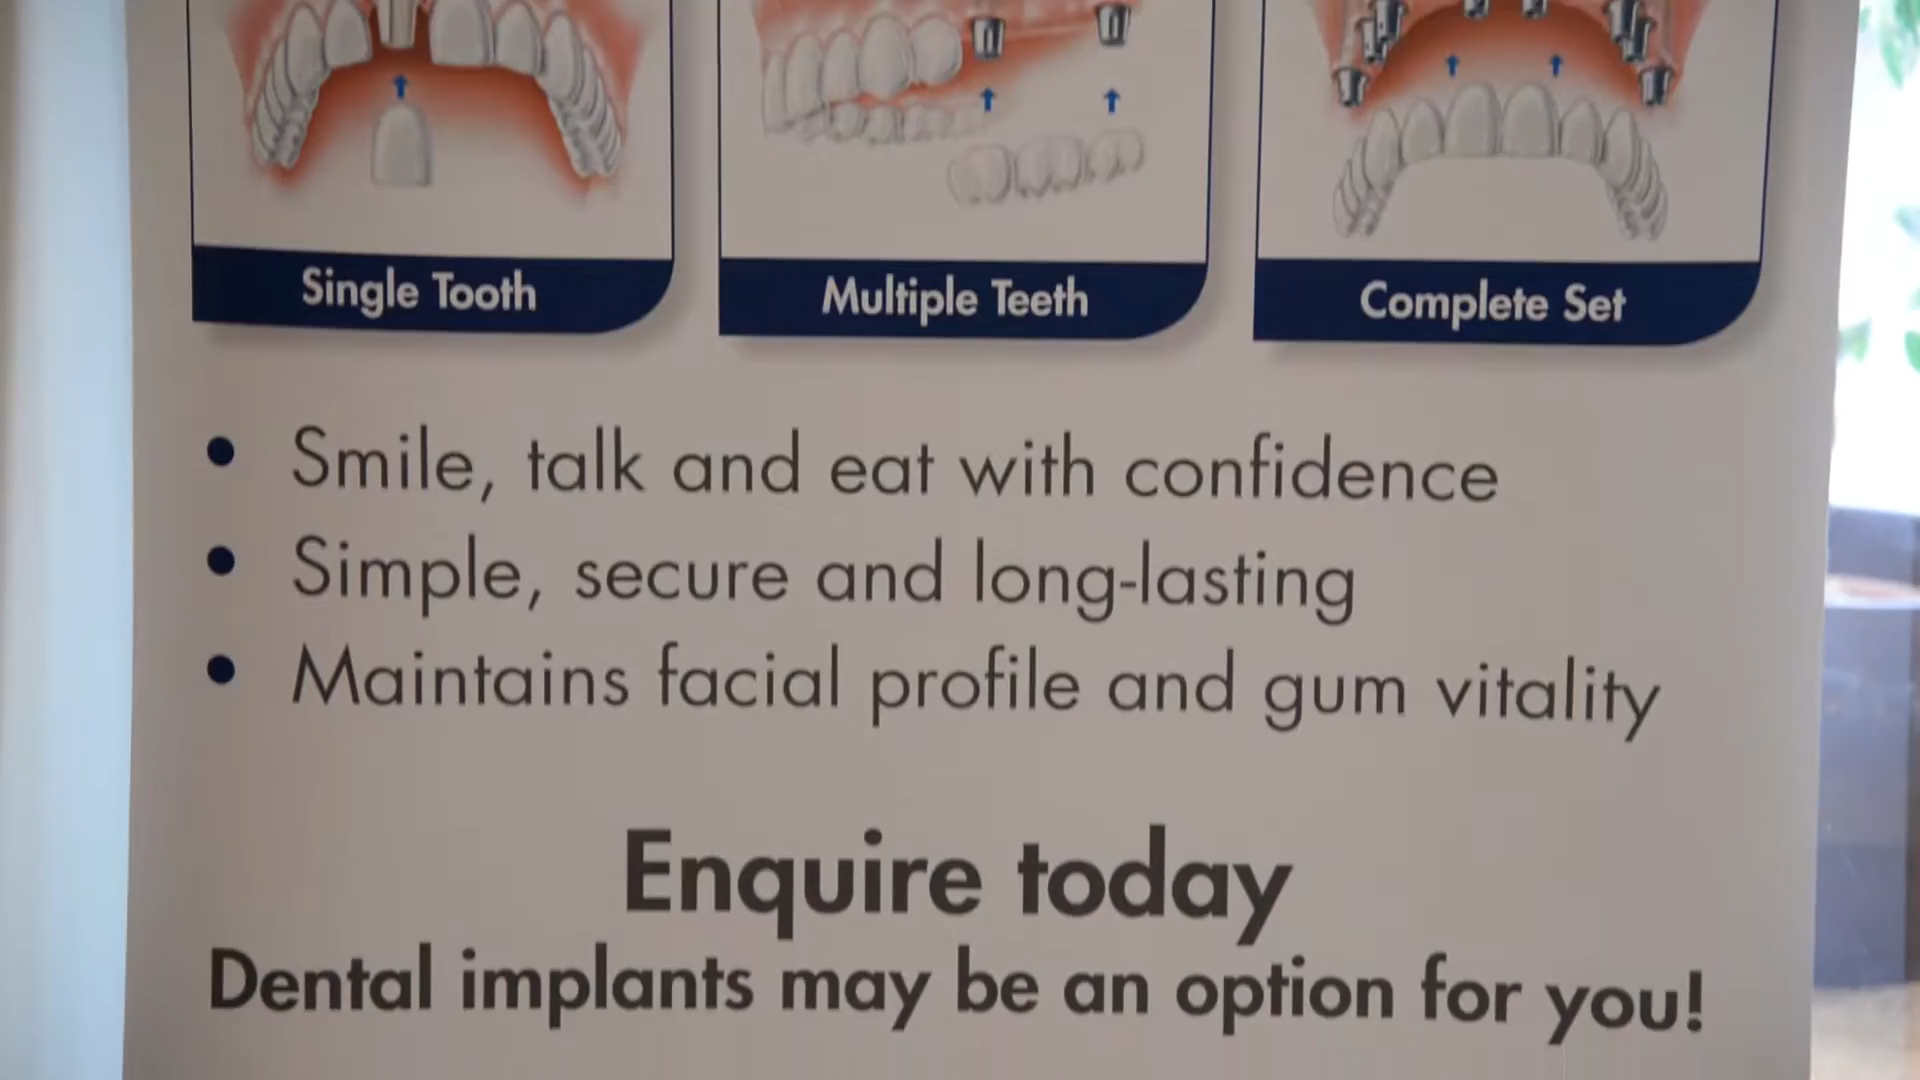 Single Tooth
Multiple Teeth
Complete Set
• Smile, talk and eat with confidence
• Simple, secure and long-lasting
• Maintains facial profile and gum vitality
Enquire today
Dental implants may be an option for you!